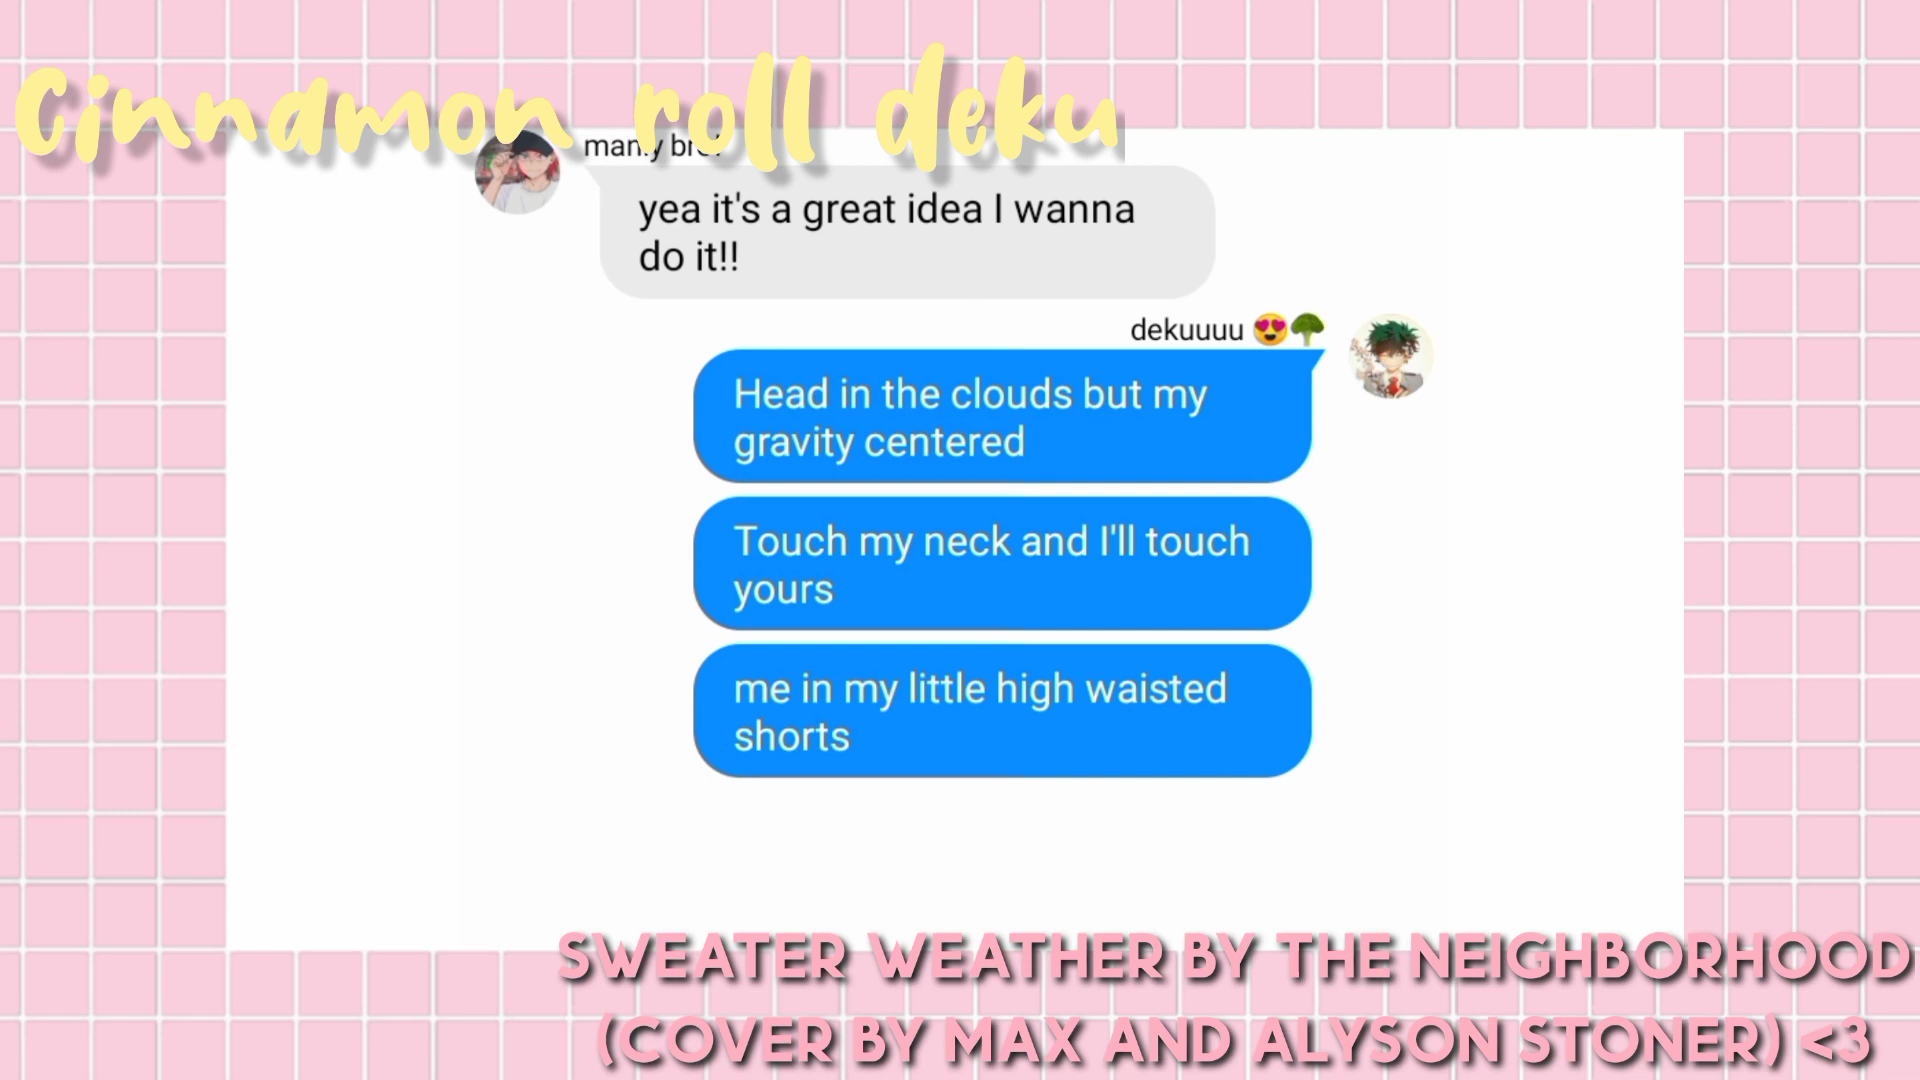 Cinnamon roll deku
manly bro!
yea it's a great idea I wanna
do it!!
dekuuuu 😍🥦
Head in the clouds but my
gravity centered
Touch my neck and I'll touch
yours
me in my little high waisted
shorts
SWEATER WEATHER BY THE NEIGHBORHOOD
(COVER BY MAX AND ALYSON STONER) <3